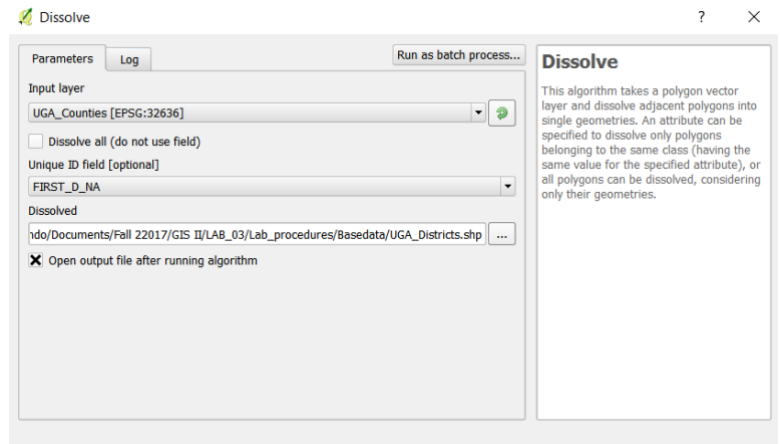 Dissolve
?
Parameters
Log
Run as batch process...
Input layer
UGA_Counties [EPSG:32636]
Dissolve all (do not use field)
Unique ID field [optional]
FIRST_D_NA
Dissolved
ndo/Documents/Fall 22017/GIS II/LAB_03/Lab_procedures/Basedata/UGA_Districts.shp
...
Open output file after running algorithm
Dissolve
This algorithm takes a polygon vector
layer and dissolve adjacent polygons into
single geometries. An attribute can be
specified to dissolve only polygons
belonging to the same class (having the
same value for the specified attribute), or
all polygons can be dissolved, considering
only their geometries.